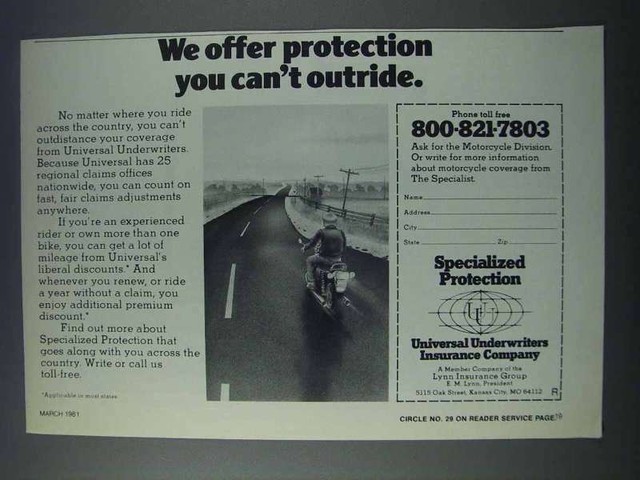 We offer protection
you can't outride.
No matter where you ride
across the country, you can't
outdistance your coverage
from Universal Underwriters.
Because Universal has 25
regional claims offices
nationwide, you can count on
fast, fair claims adjustments
anywhere.
If you're an experienced
rider or own more than one
bike, you can get a lot of
mileage from Universal's
liberal discounts.* And
whenever you renew, or ride
a year without a claim, you
enjoy additional premium
discount.*
Find out more about
Specialized Protection that
goes along with you across the
country. Write or call us
toll-free.
*Applicable in most states
MARCH 1981
Phone toll free
800-821-7803
Ask for the Motorcycle Division.
Or write for more information
about motorcycle coverage from
The Specialist.
Name
Address
City
State Zip
Specialized
Protection
UU
Universal Underwriters
Insurance Company
A Member Company of the
Lynn Insurance Group
E. M. Lynn, President
5115 Oak Street, Kansas City, MO 64112
R
CIRCLE NO. 29 ON READER SERVICE PAGE